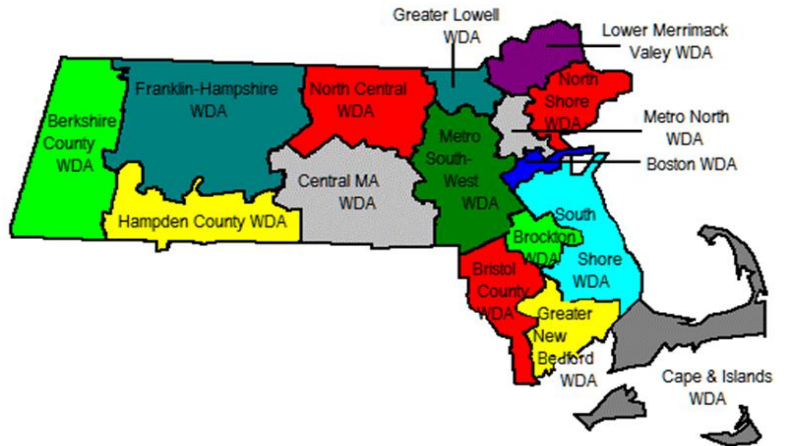 Greater Lowell
WDA
Lower Merrimack
Valey WDA
Franklin-Hampshire
WDA
North Central
WDA
North
Shore
WDA
Berkshire
County
WDA
Metro North
WDA
Metro
South-
West
WDA
Boston WDA
Central MA
WDA
Hampden County WDA
South
Shore
WDA
Brockton
WDA
Bristol
County
WDA
Greater
New
Bedford
WDA
Cape & Islands
WDA